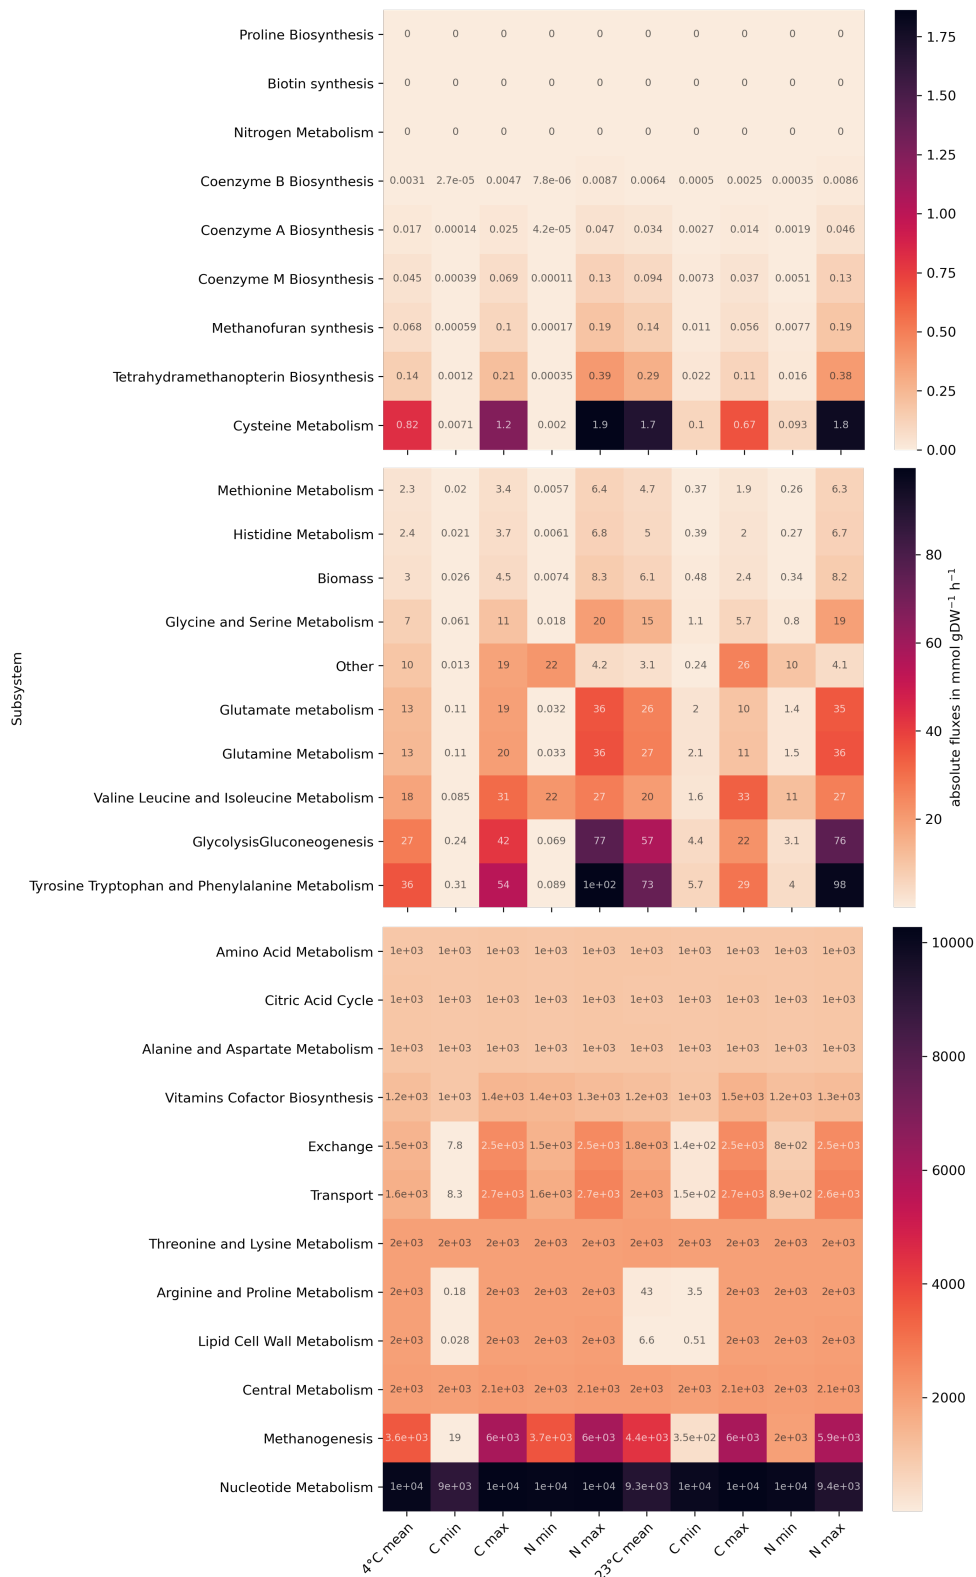 Proline Biosynthesis 0 0 0 0 0 0 0 0 0 0
Biotin synthesis 0 0 0 0 0 0 0 0 0 0
Nitrogen Metabolism 0 0 0 0 0 0 0 0 0 0
Coenzyme B Biosynthesis 0.0031 2.7e-05 0.0047 7.8e-06 0.0087 0.0064 0.0005 0.0025 0.00035 0.0086
Coenzyme A Biosynthesis 0.017 0.00014 0.025 4.2e-05 0.047 0.034 0.0027 0.014 0.0019 0.046
Coenzyme M Biosynthesis 0.045 0.00039 0.069 0.00011 0.13 0.094 0.0073 0.037 0.0051 0.13
Methanofuran synthesis 0.068 0.00059 0.1 0.00017 0.19 0.14 0.011 0.056 0.0077 0.19
Tetrahydramethanopterin Biosynthesis 0.14 0.0012 0.21 0.00035 0.39 0.29 0.022 0.11 0.016 0.38
Cysteine Metabolism 0.82 0.0071 1.2 0.002 1.9 1.7 0.1 0.67 0.093 1.8
1.75
1.50
1.25
1.00
0.75
0.50
0.25
0.00
Subsystem
Methionine Metabolism 2.3 0.02 3.4 0.0057 6.4 4.7 0.37 1.9 0.26 6.3
Histidine Metabolism 2.4 0.021 3.7 0.0061 6.8 5 0.39 2 0.27 6.7
Biomass 3 0.026 4.5 0.0074 8.3 6.1 0.48 2.4 0.34 8.2
Glycine and Serine Metabolism 7 0.061 11 0.018 20 15 1.1 5.7 0.8 19
Other 10 0.013 19 22 4.2 3.1 0.24 26 10 4.1
Glutamate metabolism 13 0.11 19 0.032 36 26 2 10 1.4 35
Glutamine Metabolism 13 0.11 20 0.033 36 27 2.1 11 1.5 36
Valine Leucine and Isoleucine Metabolism 18 0.085 31 22 27 20 1.6 33 11 27
GlycolysisGluconeogenesis 27 0.24 42 0.069 77 57 4.4 22 3.1 76
Tyrosine Tryptophan and Phenylalanine Metabolism 36 0.31 54 0.089 1e+02 73 5.7 29 4 98
80
60
40
20
absolute fluxes in mmol gDW⁻¹ h⁻¹
Amino Acid Metabolism 1e+03 1e+03 1e+03 1e+03 1e+03 1e+03 1e+03 1e+03 1e+03 1e+03
Citric Acid Cycle 1e+03 1e+03 1e+03 1e+03 1e+03 1e+03 1e+03 1e+03 1e+03 1e+03
Alanine and Aspartate Metabolism 1e+03 1e+03 1e+03 1e+03 1e+03 1e+03 1e+03 1e+03 1e+03 1e+03
Vitamins Cofactor Biosynthesis 1.2e+03 1e+03 1.4e+03 1.4e+03 1.3e+03 1.2e+03 1e+03 1.5e+03 1.2e+03 1.3e+03
Exchange 1.5e+03 7.8 2.5e+03 1.5e+03 2.5e+03 1.8e+03 1.4e+02 2.5e+03 8e+02 2.5e+03
Transport 1.6e+03 8.3 2.7e+03 1.6e+03 2.7e+03 2e+03 1.5e+02 2.7e+03 8.9e+02 2.6e+03
Threonine and Lysine Metabolism 2e+03 2e+03 2e+03 2e+03 2e+03 2e+03 2e+03 2e+03 2e+03 2e+03
Arginine and Proline Metabolism 2e+03 0.18 2e+03 2e+03 2e+03 43 3.5 2e+03 2e+03 2e+03
Lipid Cell Wall Metabolism 2e+03 0.028 2e+03 2e+03 2e+03 6.6 0.51 2e+03 2e+03 2e+03
Central Metabolism 2e+03 2e+03 2.1e+03 2e+03 2.1e+03 2e+03 2e+03 2.1e+03 2e+03 2.1e+03
Methanogenesis 3.6e+03 19 6e+03 3.7e+03 6e+03 4.4e+03 3.5e+02 6e+03 2e+03 5.9e+03
Nucleotide Metabolism 1e+04 9e+03 1e+04 1e+04 1e+04 9.3e+03 1e+04 1e+04 1e+04 9.4e+03
10000
8000
6000
4000
2000
4°C mean C min C max N min N max 23°C mean C min C max N min N max